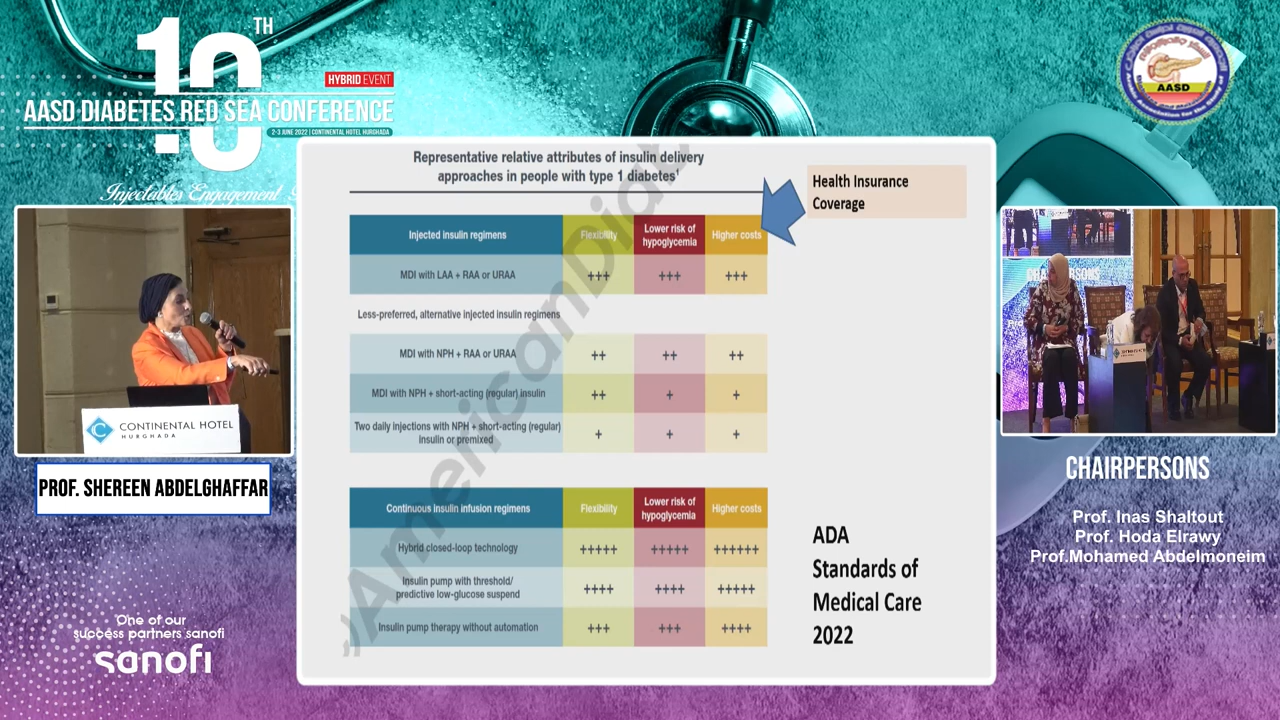 10TH
HYBRID EVENT
AASD DIABETES RED SEA CONFERENCE
2-3 JUNE 2022 | CONTINENTAL HOTEL HURGHADA
Injectables Engagement
AASD
CONTINENTAL HOTEL
HURGHADA
PROF. SHEREEN ABDELGHAFFAR
One of our
success partners sanofi
sanofi
Representative relative attributes of insulin delivery
approaches in people with type 1 diabetes¹
Health Insurance
Coverage
Injected insulin regimens Flexibility Lower risk of hypoglycemia Higher costs
MDI with LAA + RAA or URAA +++ +++ +++
Less-preferred, alternative injected insulin regimens
MDI with NPH + RAA or URAA ++ ++ ++
MDI with NPH + short-acting (regular) insulin ++ + +
Two daily injections with NPH + short-acting (regular)
insulin or premixed + + +
Continuous insulin infusion regimens Flexibility Lower risk of hypoglycemia Higher costs
Hybrid closed-loop technology +++++ +++++ ++++++
Insulin pump with threshold/
predictive low-glucose suspend ++++ ++++ +++++
Insulin pump therapy without automation +++ +++ ++++
ADA
Standards of
Medical Care
2022
CHAIRPERSONS
Prof. Inas Shaltout
Prof. Hoda Elrawy
Prof.Mohamed Abdelmoneim